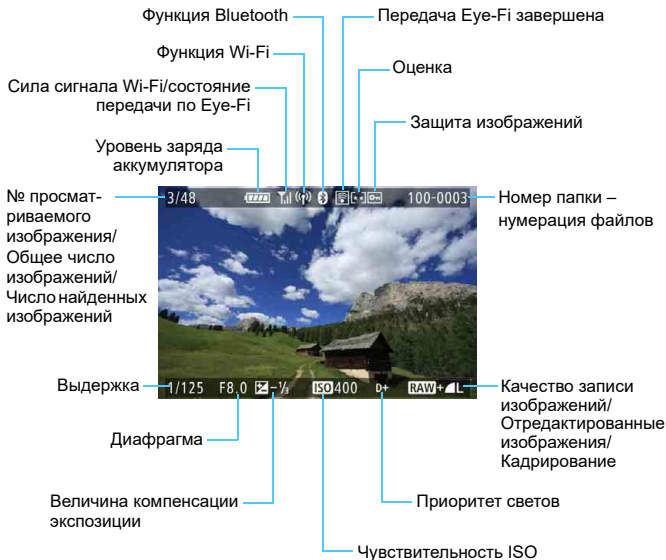 Функция Bluetooth
Передача Eye-Fi завершена
Функция Wi-Fi
Оценка
Сила сигнала Wi-Fi/состояние
передачи по Eye-Fi
Защита изображений
Уровень заряда
аккумулятора
№ просмат-
риваемого
изображения/
Общее число
изображений/
Число найденных
изображений
3/48
100-0003
Номер папки –
нумерация файлов
Выдержка
1/125 F8.0 -⅓ ISO 400 D+ RAW+L
Качество записи
изображений/
Отредактированные
изображения/
Кадрирование
Диафрагма
Величина компенсации
экспозиции
Приоритет светов
Чувствительность ISO